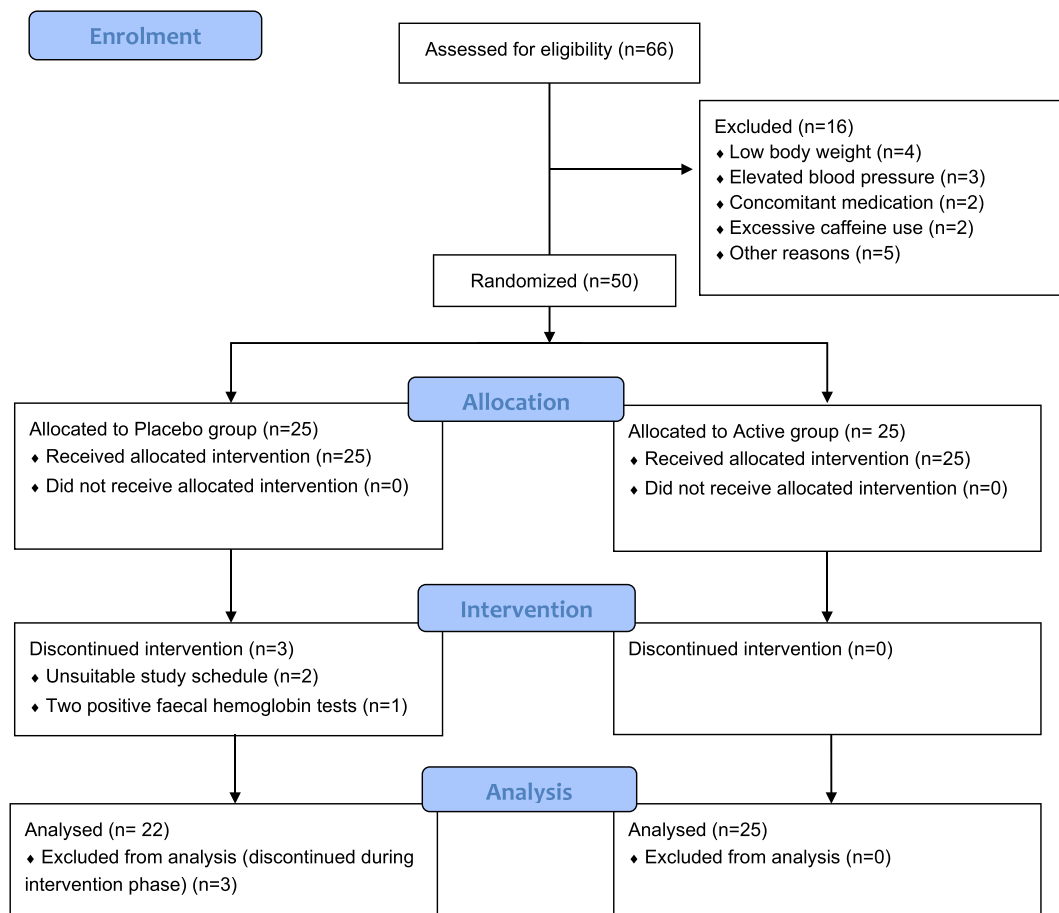 Enrolment
Assessed for eligibility (n=66)
Excluded (n=16)
♦ Low body weight (n=4)
♦ Elevated blood pressure (n=3)
♦ Concomitant medication (n=2)
♦ Excessive caffeine use (n=2)
♦ Other reasons (n=5)
Randomized (n=50)
Allocation
Allocated to Placebo group (n=25)
♦ Received allocated intervention (n=25)
♦ Did not receive allocated intervention (n=0)
Allocated to Active group (n= 25)
♦ Received allocated intervention (n=25)
♦ Did not receive allocated intervention (n=0)
Intervention
Discontinued intervention (n=3)
♦ Unsuitable study schedule (n=2)
♦ Two positive faecal hemoglobin tests (n=1)
Discontinued intervention (n=0)
Analysis
Analysed (n= 22)
♦ Excluded from analysis (discontinued during
intervention phase) (n=3)
Analysed (n=25)
♦ Excluded from analysis (n=0)